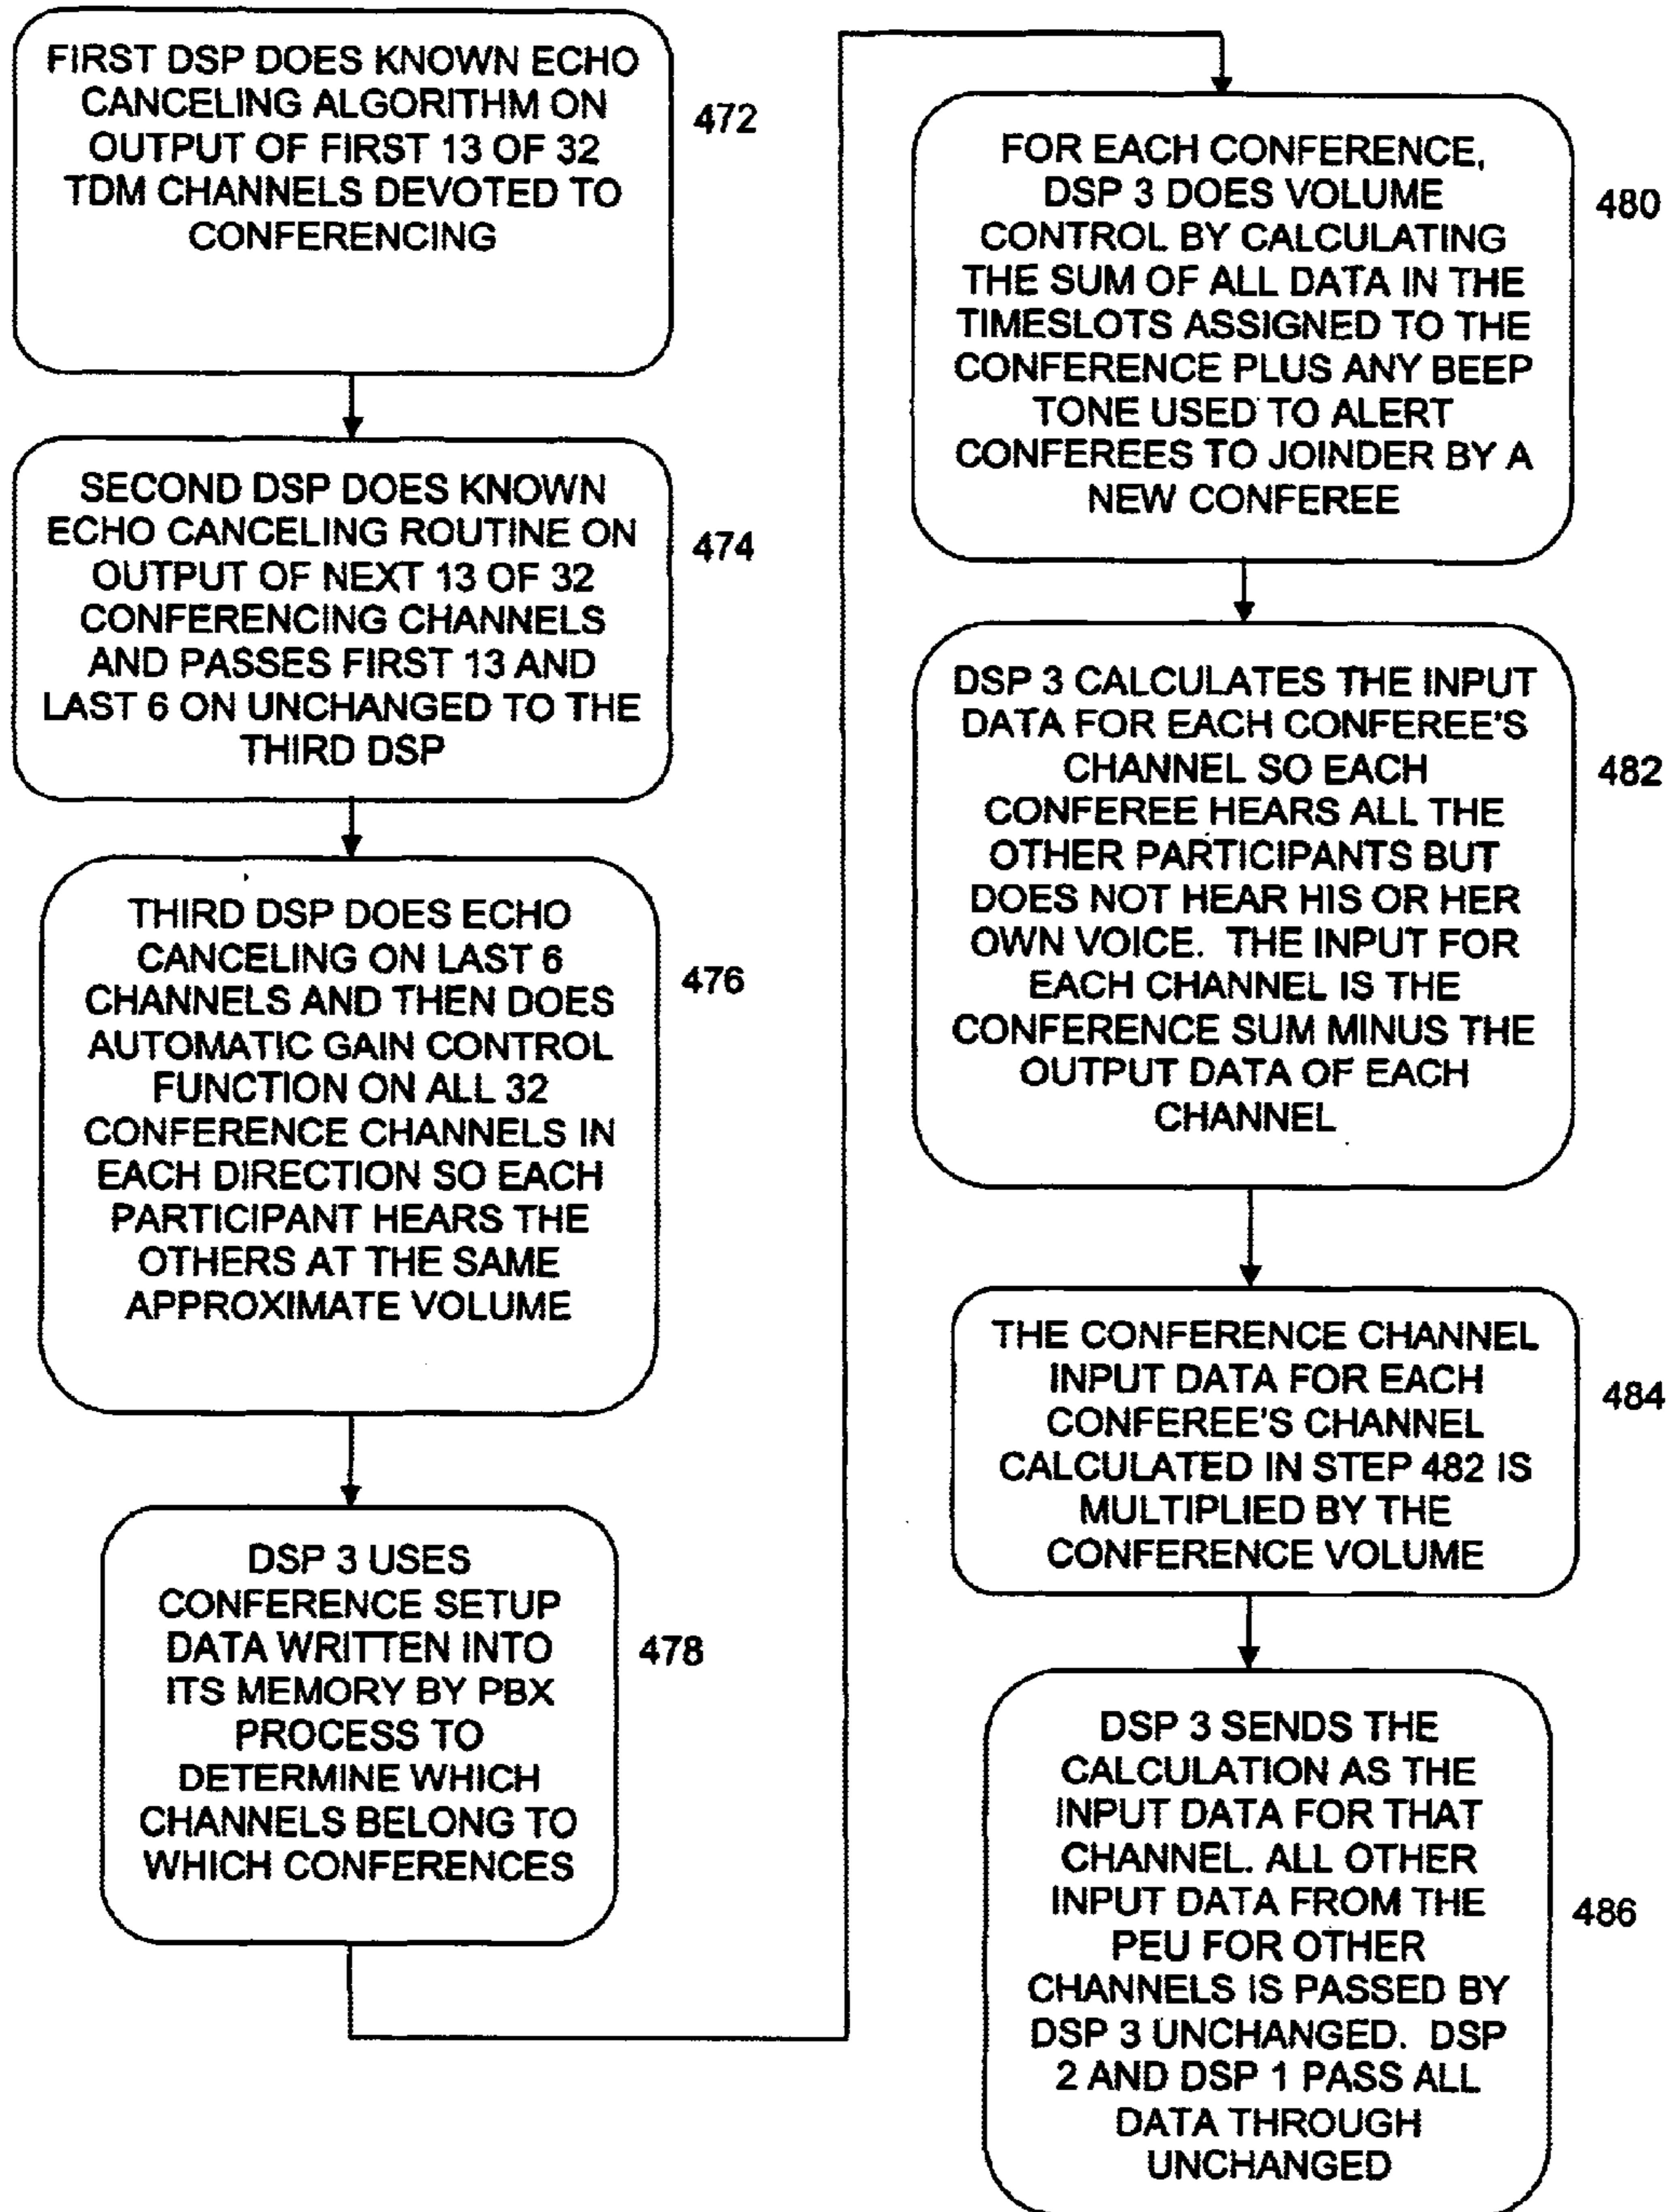 FIRST DSP DOES KNOWN ECHO
CANCELING ALGORITHM ON
OUTPUT OF FIRST 13 OF 32
TDM CHANNELS DEVOTED TO
CONFERENCING
472
SECOND DSP DOES KNOWN
ECHO CANCELING ROUTINE ON
OUTPUT OF NEXT 13 OF 32
CONFERENCING CHANNELS
AND PASSES FIRST 13 AND
LAST 6 ON UNCHANGED TO THE
THIRD DSP
474
THIRD DSP DOES ECHO
CANCELING ON LAST 6
CHANNELS AND THEN DOES
AUTOMATIC GAIN CONTROL
FUNCTION ON ALL 32
CONFERENCE CHANNELS IN
EACH DIRECTION SO EACH
PARTICIPANT HEARS THE
OTHERS AT THE SAME
APPROXIMATE VOLUME
476
DSP 3 USES
CONFERENCE SETUP
DATA WRITTEN INTO
ITS MEMORY BY PBX
PROCESS TO
DETERMINE WHICH
CHANNELS BELONG TO
WHICH CONFERENCES
478
FOR EACH CONFERENCE,
DSP 3 DOES VOLUME
CONTROL BY CALCULATING
THE SUM OF ALL DATA IN THE
TIMESLOTS ASSIGNED TO THE
CONFERENCE PLUS ANY BEEP
TONE USED TO ALERT
CONFEREES TO JOINDER BY A
NEW CONFEREE
480
DSP 3 CALCULATES THE INPUT
DATA FOR EACH CONFEREE'S
CHANNEL SO EACH
CONFEREE HEARS ALL THE
OTHER PARTICIPANTS BUT
DOES NOT HEAR HIS OR HER
OWN VOICE. THE INPUT FOR
EACH CHANNEL IS THE
CONFERENCE SUM MINUS THE
OUTPUT DATA OF EACH
CHANNEL
482
THE CONFERENCE CHANNEL
INPUT DATA FOR EACH
CONFEREE'S CHANNEL
CALCULATED IN STEP 482 IS
MULTIPLIED BY THE
CONFERENCE VOLUME
484
DSP 3 SENDS THE
CALCULATION AS THE
INPUT DATA FOR THAT
CHANNEL. ALL OTHER
INPUT DATA FROM THE
PEU FOR OTHER
CHANNELS IS PASSED BY
DSP 3 UNCHANGED. DSP
2 AND DSP 1 PASS ALL
DATA THROUGH
UNCHANGED
486